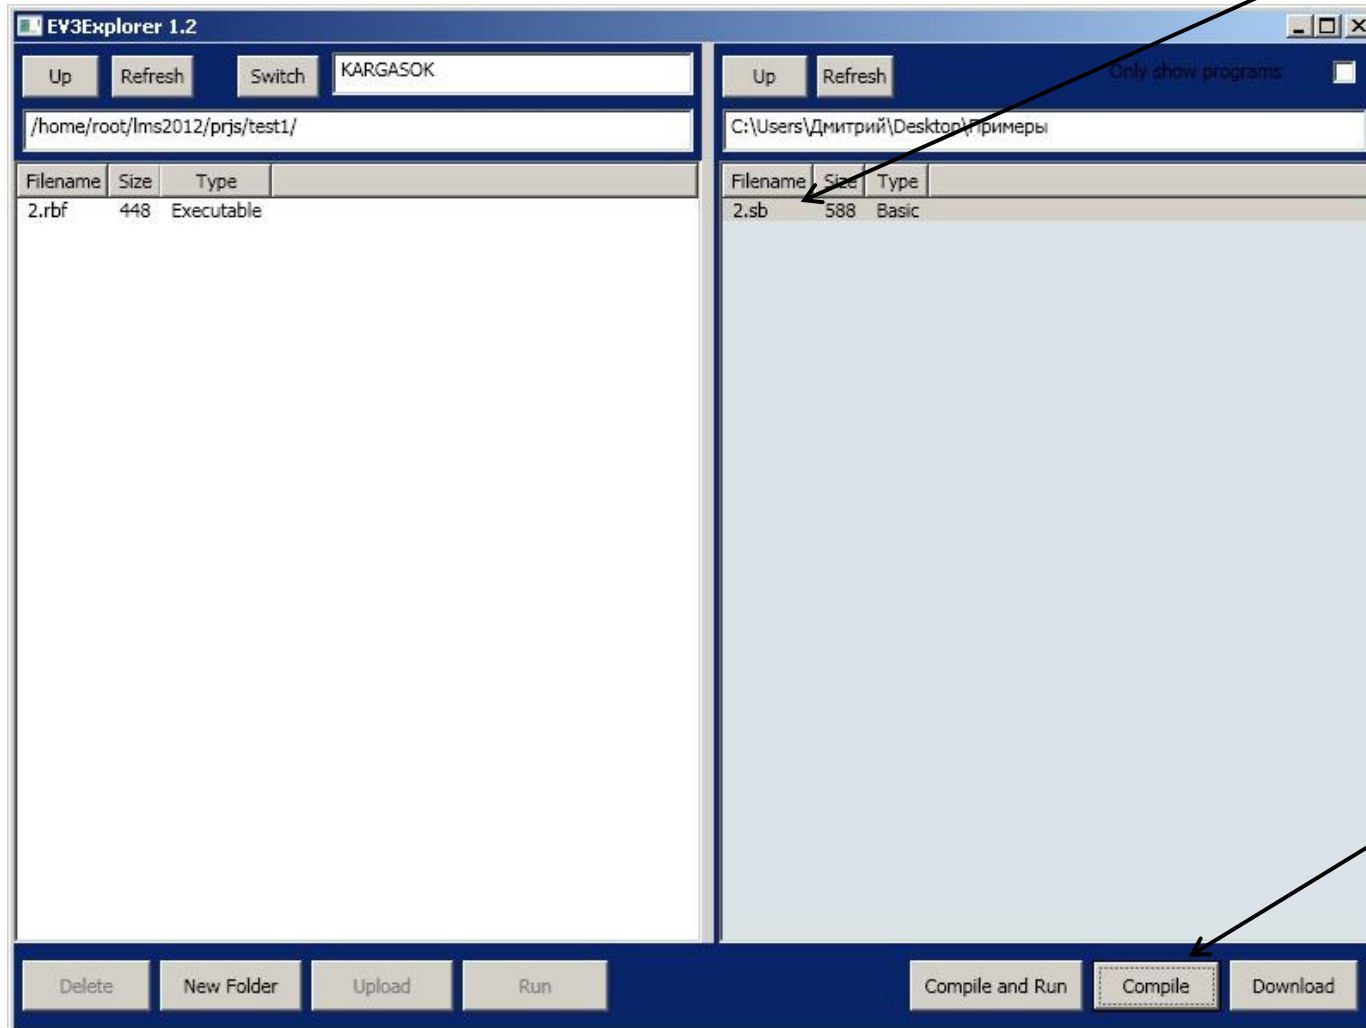 EV3Explorer 1.2
Up Refresh Switch KARGASOK
/home/root/lms2012/prjs/test1/
Filename Size Type
2.rbf 448 Executable
Up Refresh Only show programs
C:\Users\Дмитрий\Desktop\Примеры
Filename Size Type
2.sb 588 Basic
Delete New Folder Upload Run Compile and Run Compile Download